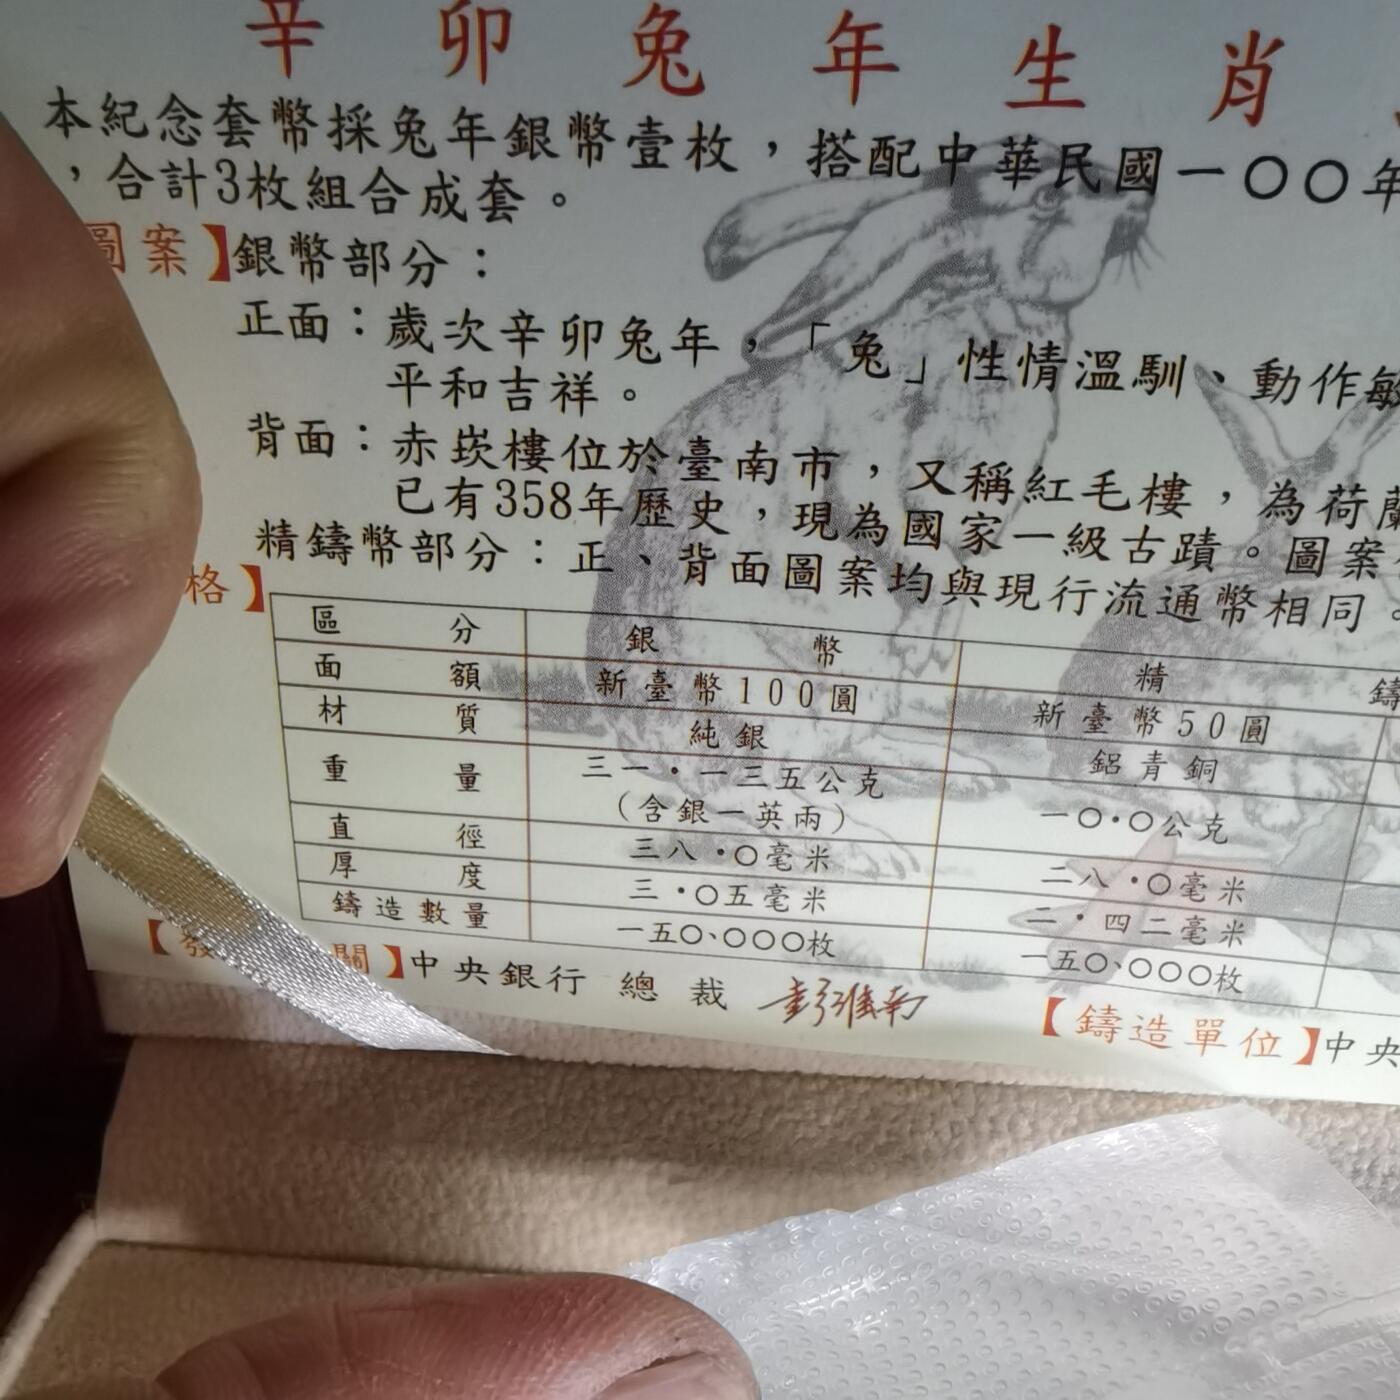 辛卯兔年生肖
本紀念套幣採兔年銀幣壹枚，搭配中華民國一〇〇年
，合計3枚組合成套。
圖案】銀幣部分：
正面：歲次辛卯兔年，「兔」性情溫馴、動作敏
平和吉祥。
背面：赤崁樓位於臺南市，又稱紅毛樓，為荷蘭
已有358年歷史，現為國家一級古蹟。圖案
精鑄幣部分：正、背面圖案均與現行流通幣相同。
格】
區分 銀幣 精鑄
面額 新臺幣100圓 新臺幣50圓
材質 純銀 鋁青銅
重量 三一·一三五公克 一〇·〇公克
（含銀一英兩）
直徑 三八·〇毫米 二八·〇毫米
厚度 三·〇五毫米 二·四二毫米
鑄造數量 一五〇、〇〇〇枚 一五〇、〇〇〇枚
【發 關】中央銀行 總裁 彭淮南 【鑄造單位】中央